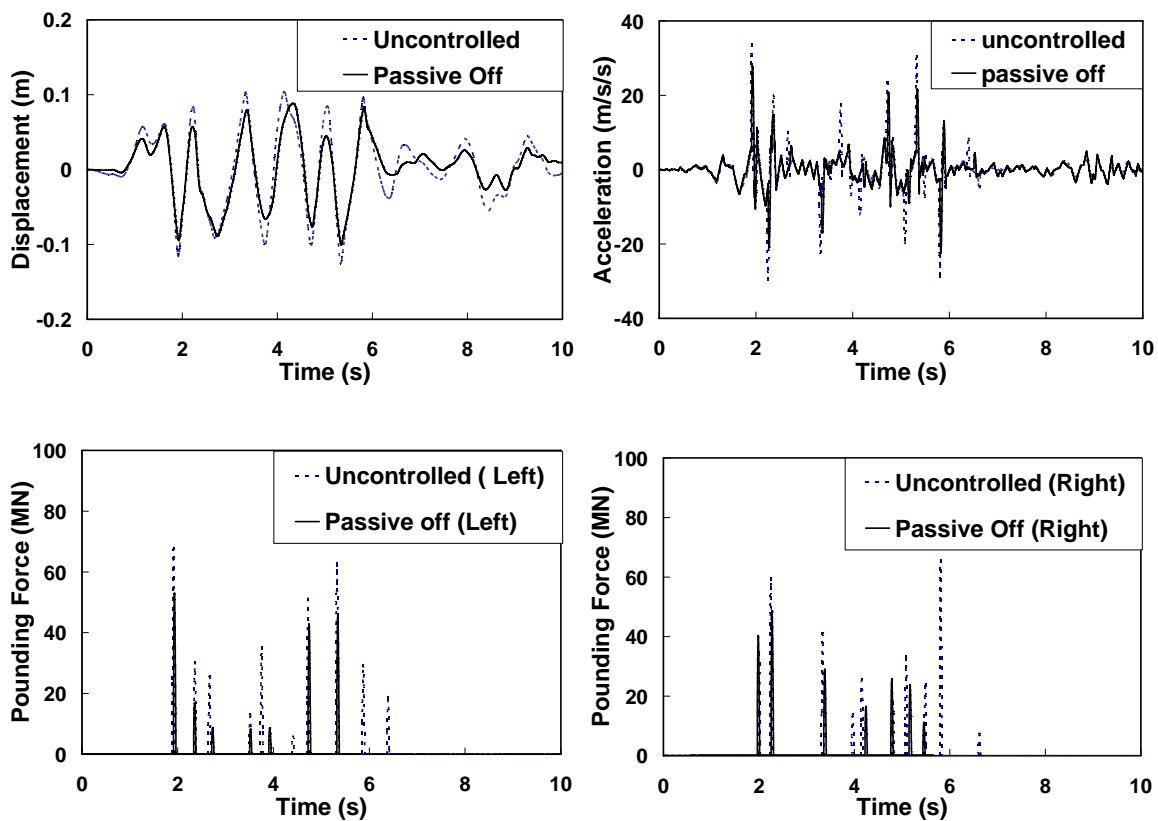 0.2
0.1
0
-0.1
-0.2
Displacement (m)
Uncontrolled
Passive Off
0 2 4 6 8 10
Time (s)
40
20
0
-20
-40
Acceleration (m/s/s)
uncontrolled
passive off
0 2 4 6 8 10
Time (s)
100
80
60
40
20
0
Pounding Force (MN)
Uncontrolled ( Left)
Passive off (Left)
0 2 4 6 8 10
Time (s)
100
80
60
40
20
0
Pounding Force (MN)
Uncontrolled (Right)
Passive Off (Right)
0 2 4 6 8 10
Time (s)